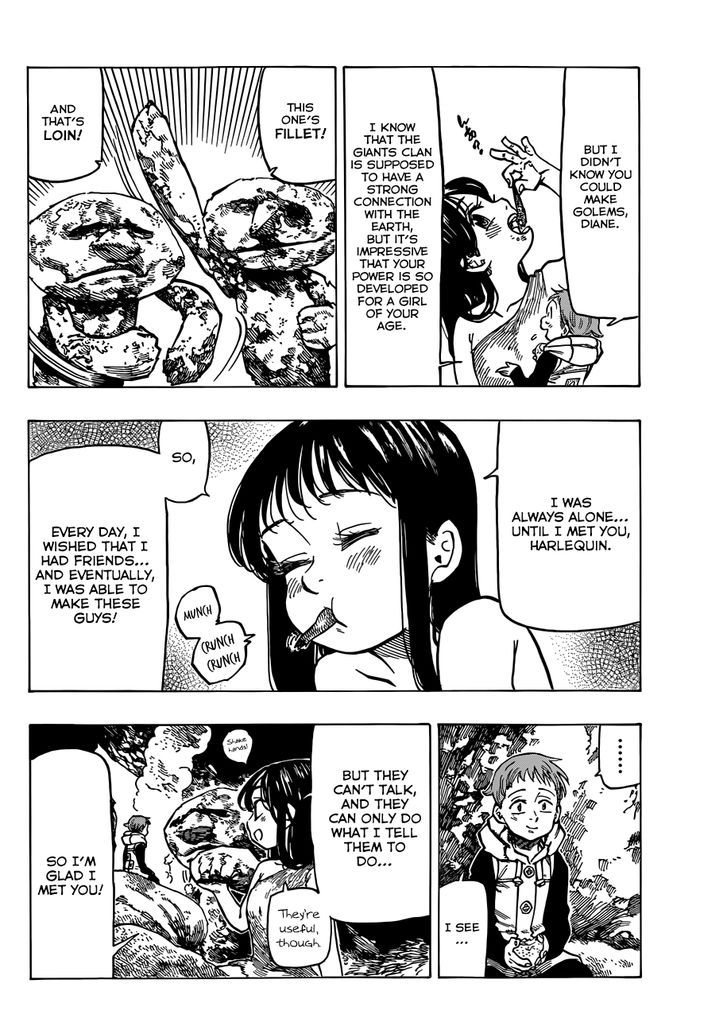 BUT I
DIDN'T
KNOW YOU
COULD
MAKE
GOLEMS,
DIANE.
I KNOW
THAT THE
GIANTS CLAN
IS SUPPOSED
TO HAVE A
STRONG
CONNECTION
WITH THE
EARTH,
BUT IT'S
IMPRESSIVE
THAT YOUR
POWER IS SO
DEVELOPED
FOR A GIRL
OF YOUR
AGE.
THIS
ONE'S
FILLET!
AND
THAT'S
LOIN!
I WAS
ALWAYS ALONE...
UNTIL I MET YOU,
HARLEQUIN.
SO,
EVERY DAY, I
WISHED THAT I
HAD FRIENDS...
AND EVENTUALLY,
I WAS ABLE TO
MAKE THESE
GUYS!
MUNCH
CRUNCH
CRUNCH
......
I SEE
...
BUT THEY
CAN'T TALK,
AND THEY
CAN ONLY DO
WHAT I TELL
THEM TO
DO...
Shake
hands!
They're
useful,
though
SO I'M
GLAD I
MET YOU!